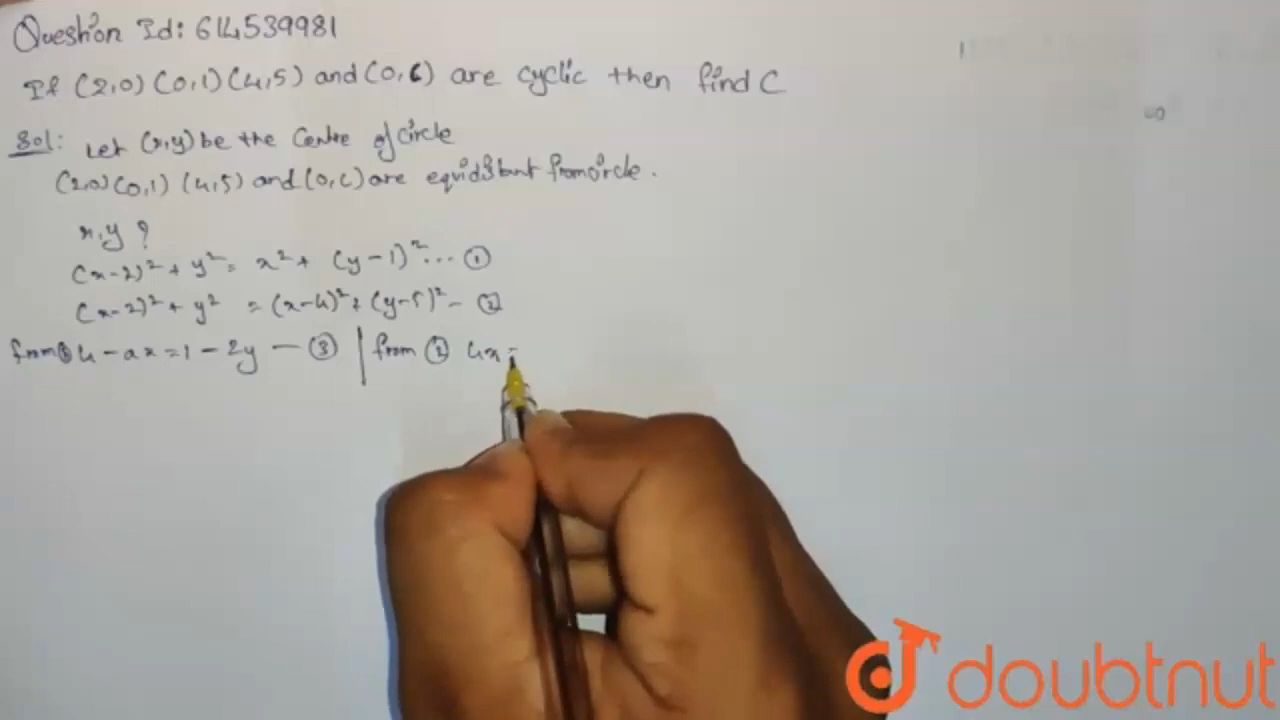 Question Id: 614539981
If (2,0) (0,1) (4,5) and (0,C) are cyclic then find C
Sol: Let (x,y) be the Centre of circle
(2,0) (0,1) (4,5) and (0,C) are equidistant from circle.
x,y ?
(x-2)² + y² = x² + (y-1)² ... ①
(x-2)² + y² = (x-4)² + (y-5)² - ②
from ① 4 - 4x = 1 - 2y - ③ | from ② 4x =
doubtnut